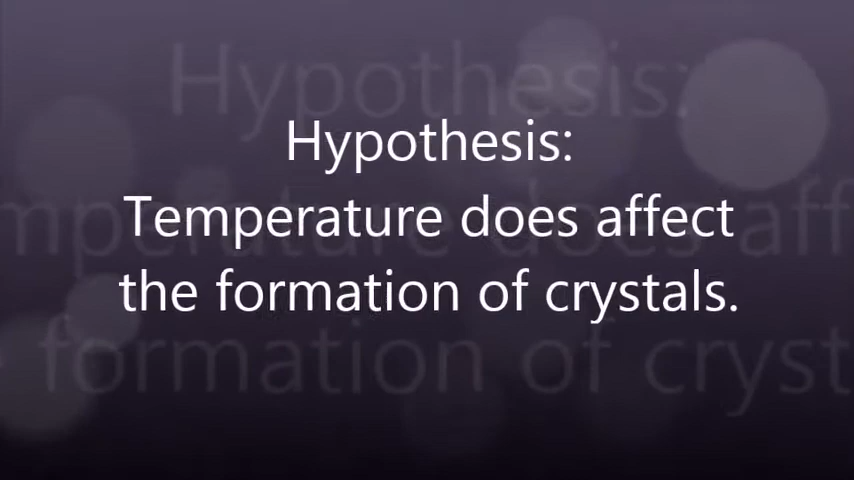 Hypothesis:
Temperature does affect
the formation of crystals.